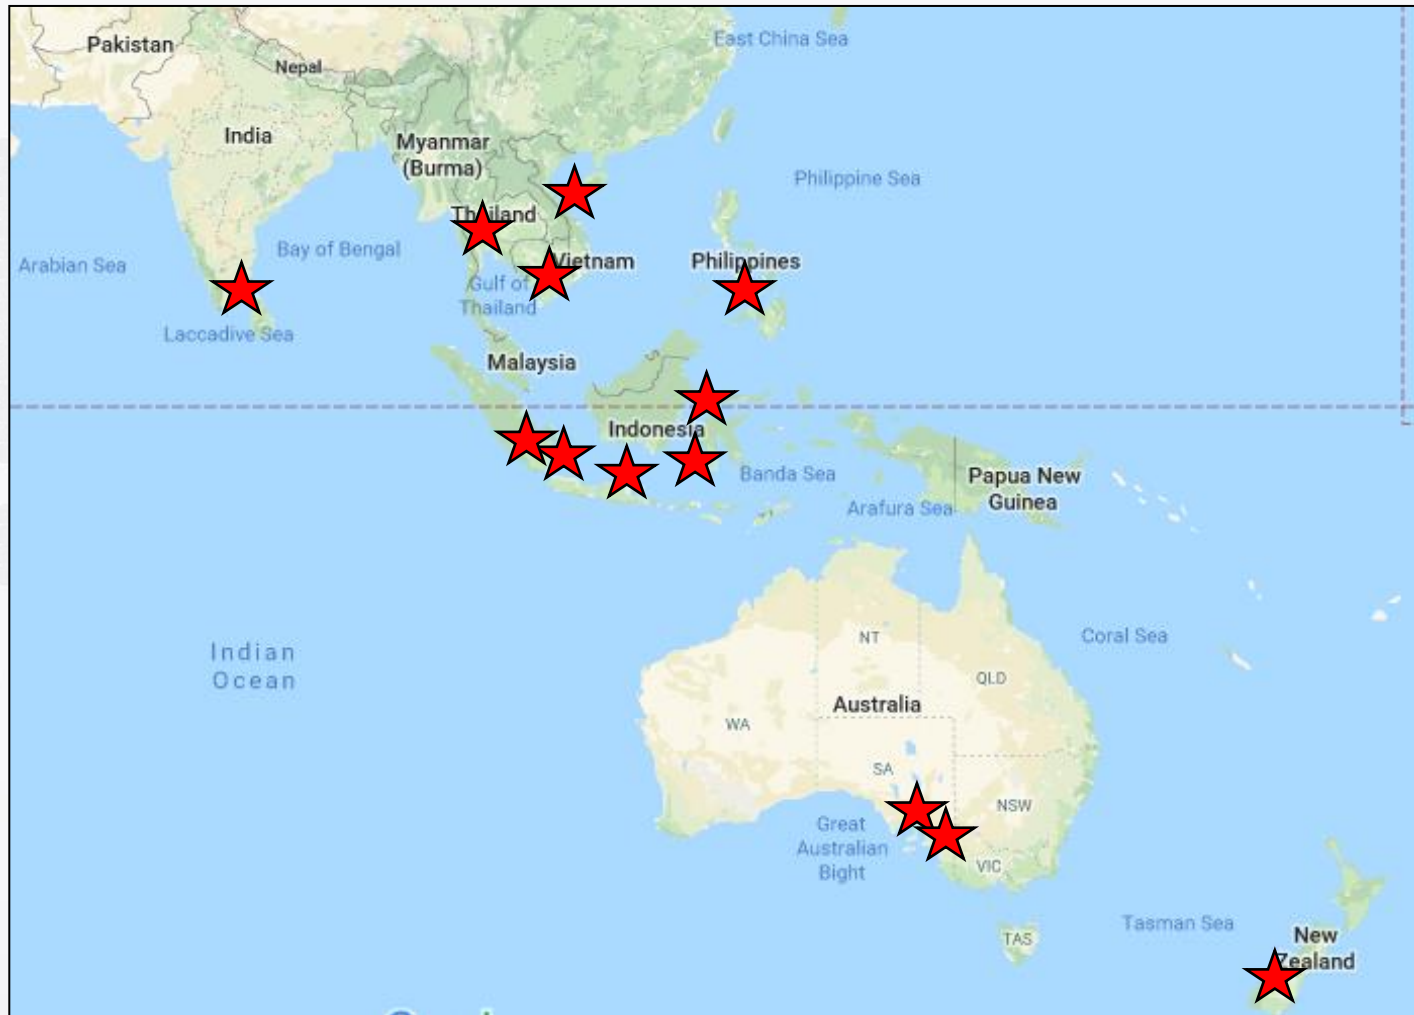 East China Sea
Pakistan
Nepal
India
Myanmar
(Burma)
Philippine Sea
Thailand
Bay of Bengal
Arabian Sea
Vietnam
Philippines
Gulf of
Thailand
Laccadive Sea
Malaysia
Indonesia
Banda Sea
Papua New
Guinea
Arafura Sea
Indian
Ocean
NT
Coral Sea
QLD
Australia
WA
SA
NSW
Great
Australian
Bight
VIC
Tasman Sea
TAS
New
Zealand